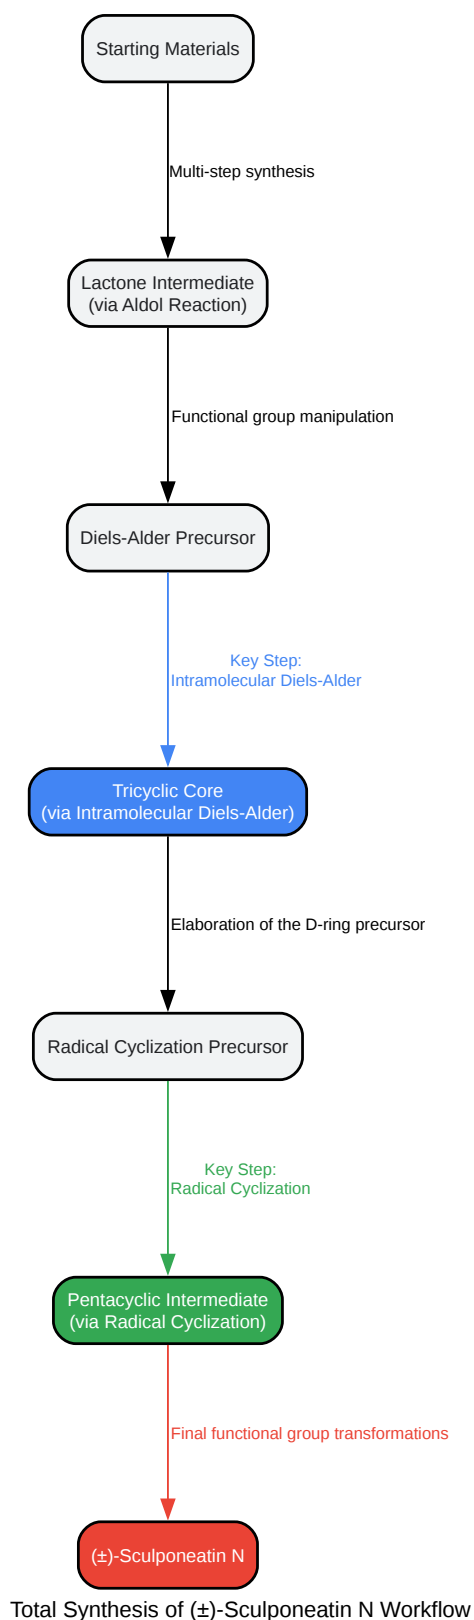 Starting Materials
Multi-step synthesis
Lactone Intermediate
(via Aldol Reaction)
Functional group manipulation
Diels-Alder Precursor
Key Step:
Intramolecular Diels-Alder
Tricyclic Core
(via Intramolecular Diels-Alder)
Elaboration of the D-ring precursor
Radical Cyclization Precursor
Key Step:
Radical Cyclization
Pentacyclic Intermediate
(via Radical Cyclization)
Final functional group transformations
(±)-Sculponeatin N
Total Synthesis of (±)-Sculponeatin N Workflow